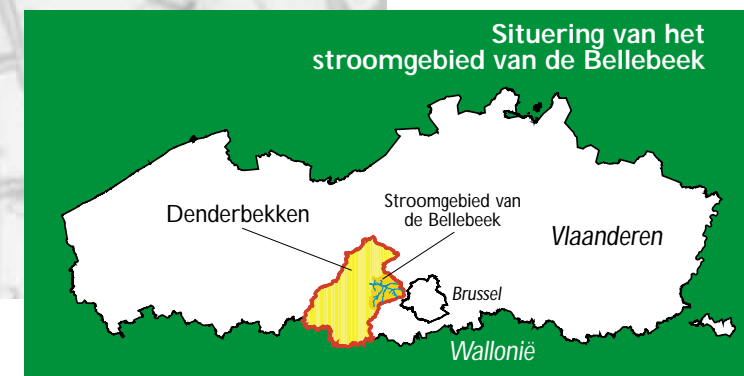 Situering van het
stroomgebied van de Bellebeek
Denderbekken
Stroomgebied van
de Bellebeek
Vlaanderen
Brussel
Wallonië